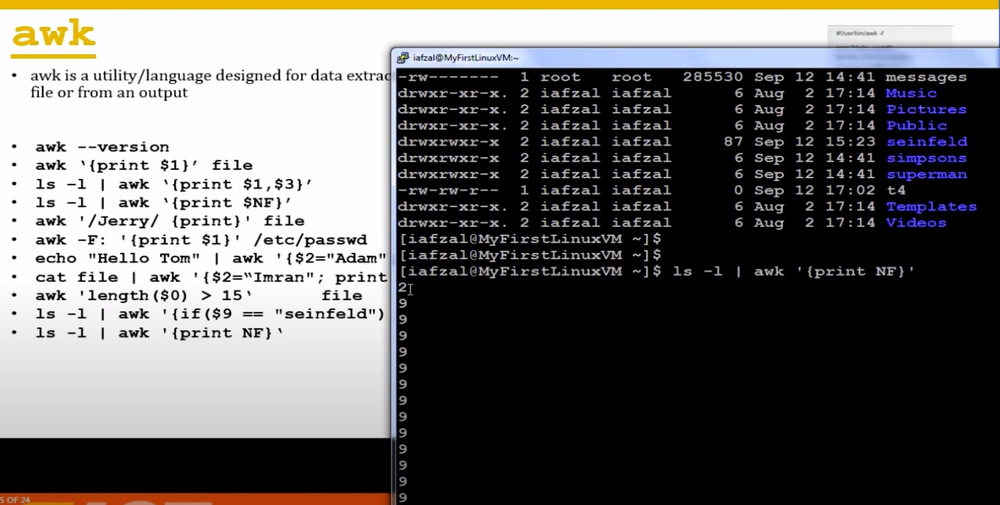 awk
• awk is a utility/language designed for data extrac
file or from an output
• awk --version
• awk ‘{print $1}’ file
• ls –l | awk ‘{print $1,$3}’
• ls –l | awk ‘{print $NF}’
• awk '/Jerry/ {print}' file
• awk -F: '{print $1}' /etc/passwd
• echo "Hello Tom" | awk '{$2="Adam"
• cat file | awk '{$2=“Imran"; print
• awk 'length($0) > 15‘ file
• ls -l | awk '{if($9 == "seinfeld")
• ls -l | awk '{print NF}‘
5 OF 24
#!/usr/bin/awk -f
iafzal@MyFirstLinuxVM:~
-rw------- 1 root root 285530 Sep 12 14:41 messages
drwxr-xr-x. 2 iafzal iafzal 6 Aug 2 17:14 Music
drwxr-xr-x. 2 iafzal iafzal 6 Aug 2 17:14 Pictures
drwxr-xr-x. 2 iafzal iafzal 6 Aug 2 17:14 Public
drwxrwxr-x 2 iafzal iafzal 87 Sep 12 15:23 seinfeld
drwxrwxr-x 2 iafzal iafzal 6 Sep 12 14:41 simpsons
drwxrwxr-x 2 iafzal iafzal 6 Sep 12 14:41 superman
-rw-rw-r-- 1 iafzal iafzal 0 Sep 12 17:02 t4
drwxr-xr-x. 2 iafzal iafzal 6 Aug 2 17:14 Templates
drwxr-xr-x. 2 iafzal iafzal 6 Aug 2 17:14 Videos
[iafzal@MyFirstLinuxVM ~]$
[iafzal@MyFirstLinuxVM ~]$
[iafzal@MyFirstLinuxVM ~]$ ls -l | awk '{print NF}'
2
9
9
9
9
9
9
9
9
9
9
9
9
9